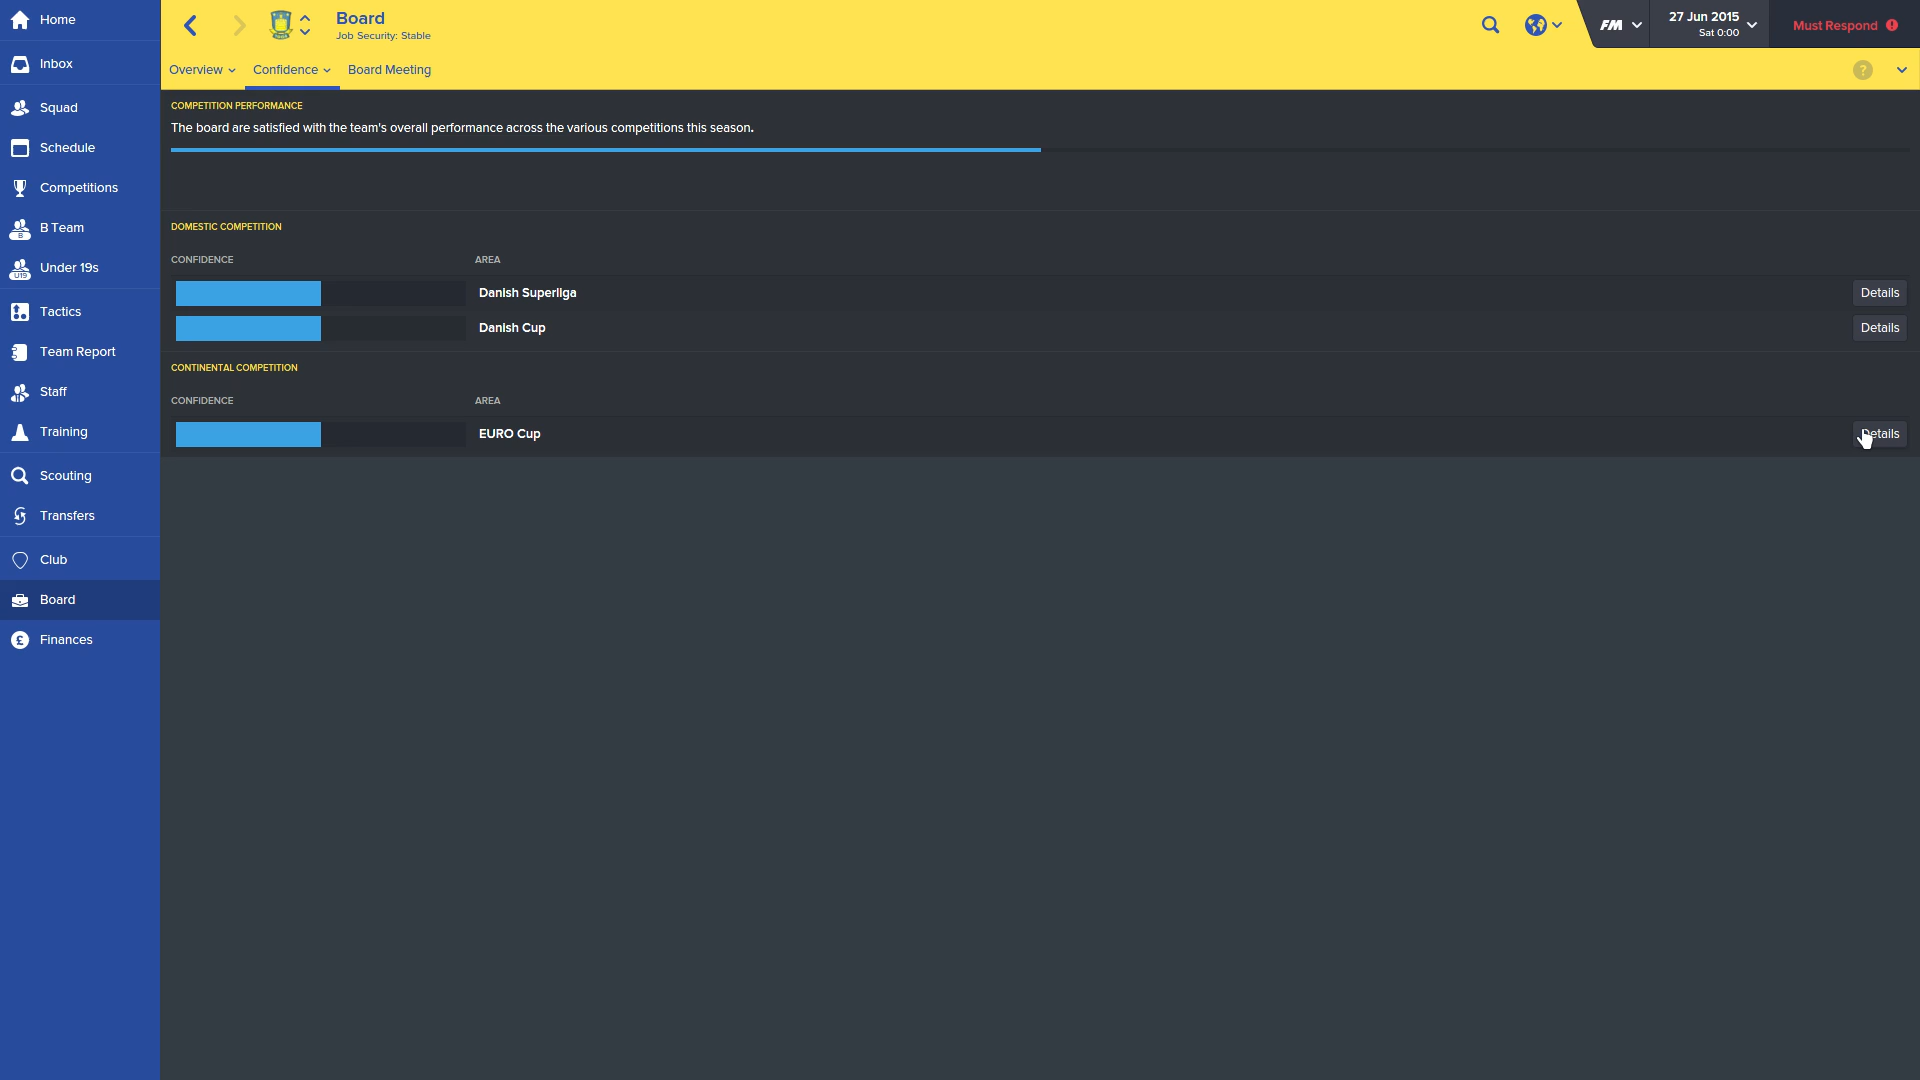 Home
Inbox
Squad
Schedule
Competitions
B Team
Under 19s
Tactics
Team Report
Staff
Training
Scouting
Transfers
Club
Board
Finances
Board
Job Security: Stable
FM
27 Jun 2015
Sat 0:00
Must Respond
Overview Confidence Board Meeting
COMPETITION PERFORMANCE
The board are satisfied with the team's overall performance across the various competitions this season.
DOMESTIC COMPETITION
CONFIDENCE AREA
Danish Superliga Details
Danish Cup Details
CONTINENTAL COMPETITION
CONFIDENCE AREA
EURO Cup Details